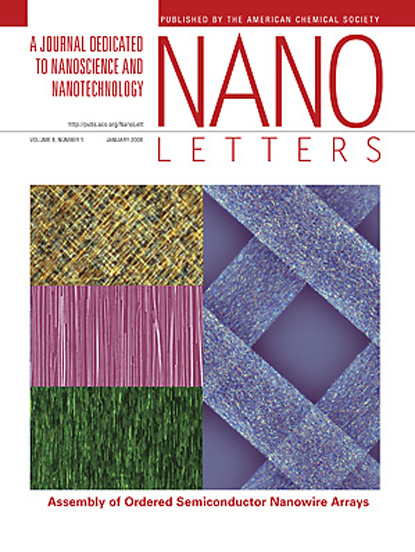 PUBLISHED BY THE AMERICAN CHEMICAL SOCIETY
A JOURNAL DEDICATED
TO NANOSCIENCE AND
NANOTECHNOLOGY
NANO
http://pubs.acs.org/NanoLett
LETTERS
VOLUME 8, NUMBER 1
JANUARY 2008
Assembly of Ordered Semiconductor Nanowire Arrays